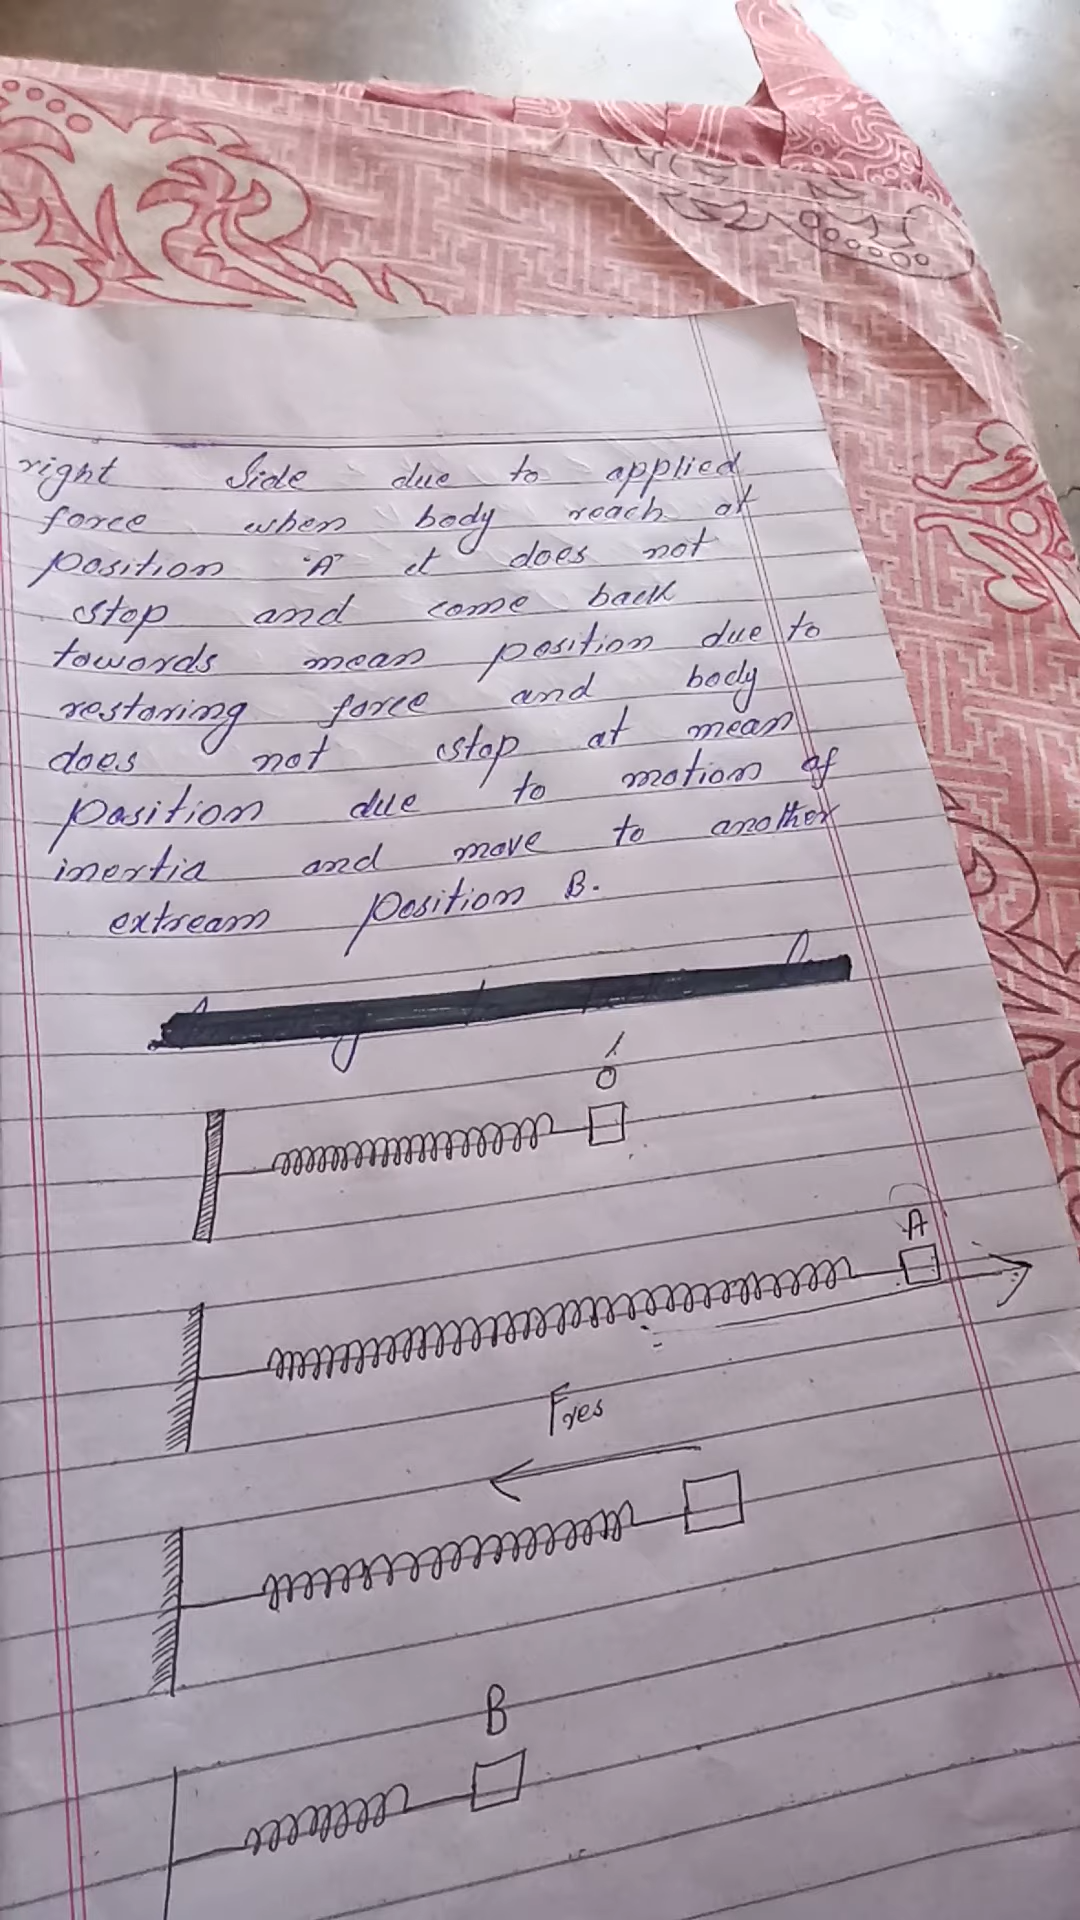 right side due to applied
force when body reach at
position 'A' it does not
stop and come back
towards mean position due to
restoring force and body
does not stop at mean
position due to motion of
inertia and move to another
extream position B.
O
A
Fres
B